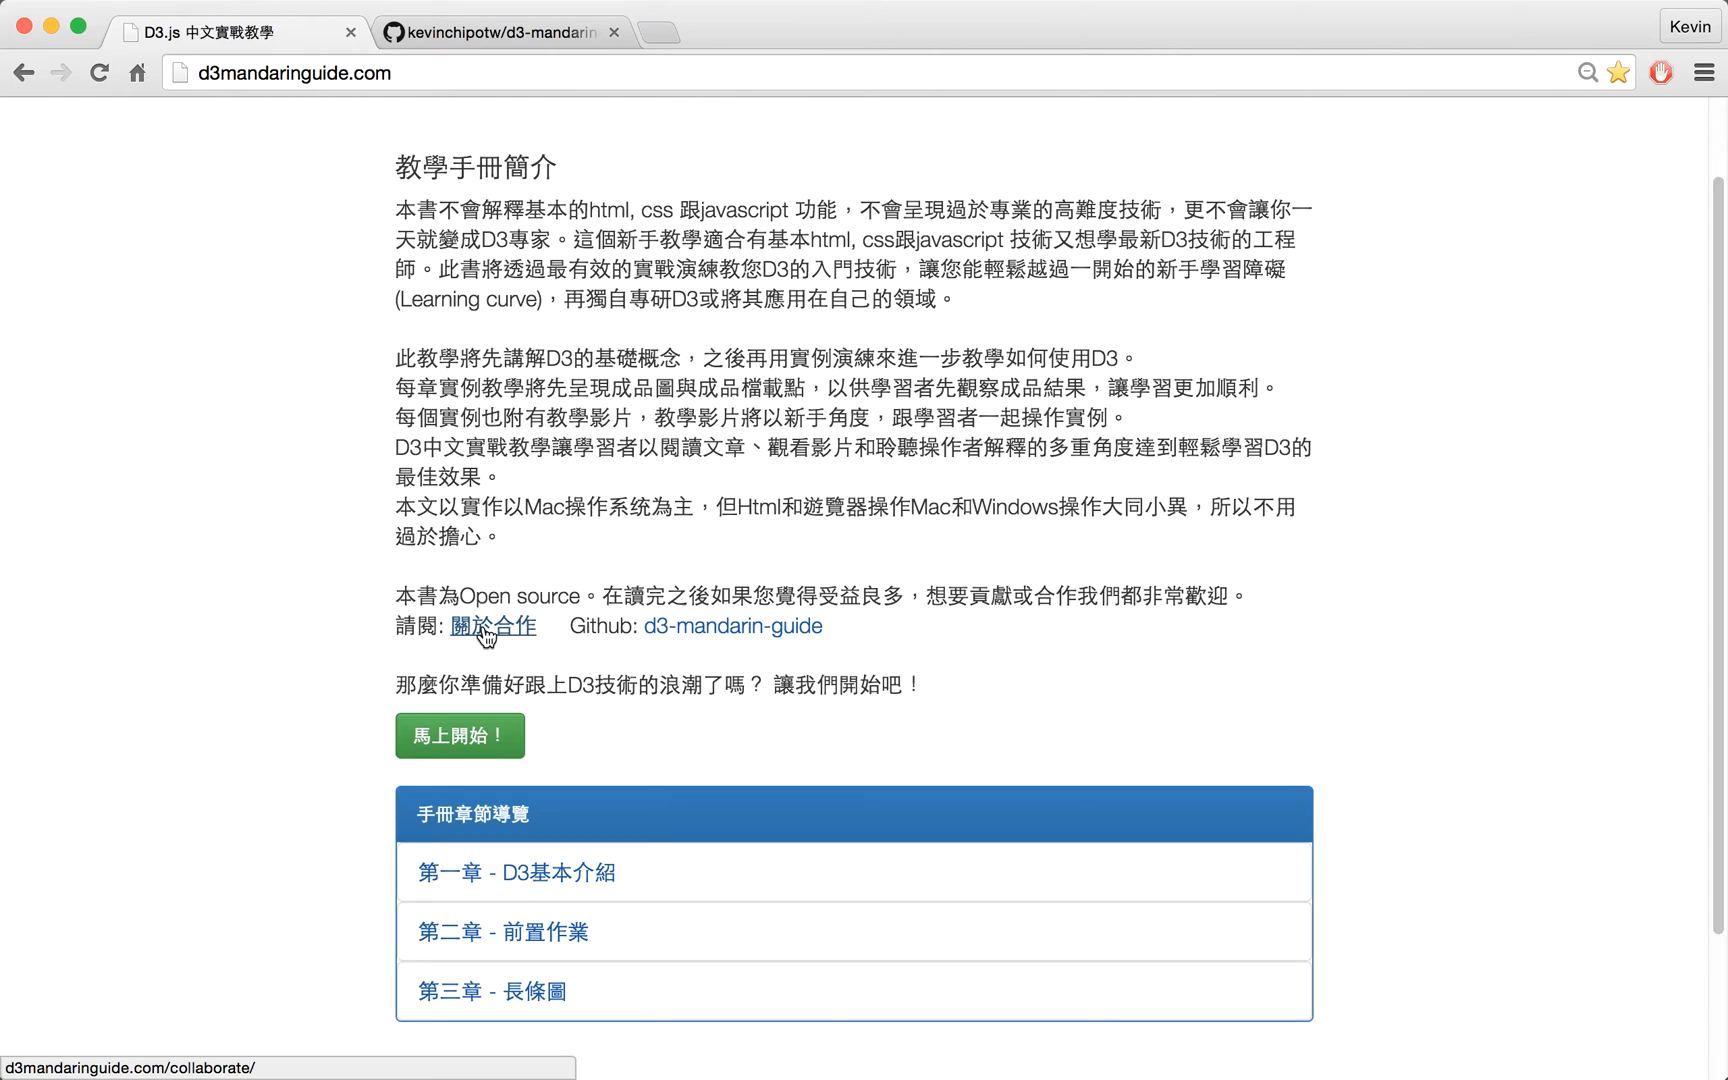 D3.js 中文實戰教學
kevinchipotw/d3-mandarin
Kevin
d3mandaringuide.com
教學手冊簡介
本書不會解釋基本的html, css 跟javascript 功能，不會呈現過於專業的高難度技術，更不會讓你一
天就變成D3專家。這個新手教學適合有基本html, css跟javascript 技術又想學最新D3技術的工程
師。此書將透過最有效的實戰演練教您D3的入門技術，讓您能輕鬆越過一開始的新手學習障礙
(Learning curve)，再獨自專研D3或將其應用在自己的領域。
此教學將先講解D3的基礎概念，之後再用實例演練來進一步教學如何使用D3。
每章實例教學將先呈現成品圖與成品檔載點，以供學習者先觀察成品結果，讓學習更加順利。
每個實例也附有教學影片，教學影片將以新手角度，跟學習者一起操作實例。
D3中文實戰教學讓學習者以閱讀文章、觀看影片和聆聽操作者解釋的多重角度達到輕鬆學習D3的
最佳效果。
本文以實作以Mac操作系统為主，但Html和遊覽器操作Mac和Windows操作大同小異，所以不用
過於擔心。
本書為Open source。在讀完之後如果您覺得受益良多，想要貢獻或合作我們都非常歡迎。
請閱: 關於合作 Github: d3-mandarin-guide
那麼你準備好跟上D3技術的浪潮了嗎？ 讓我們開始吧！
馬上開始！
手冊章節導覽
第一章 - D3基本介紹
第二章 - 前置作業
第三章 - 長條圖
d3mandaringuide.com/collaborate/